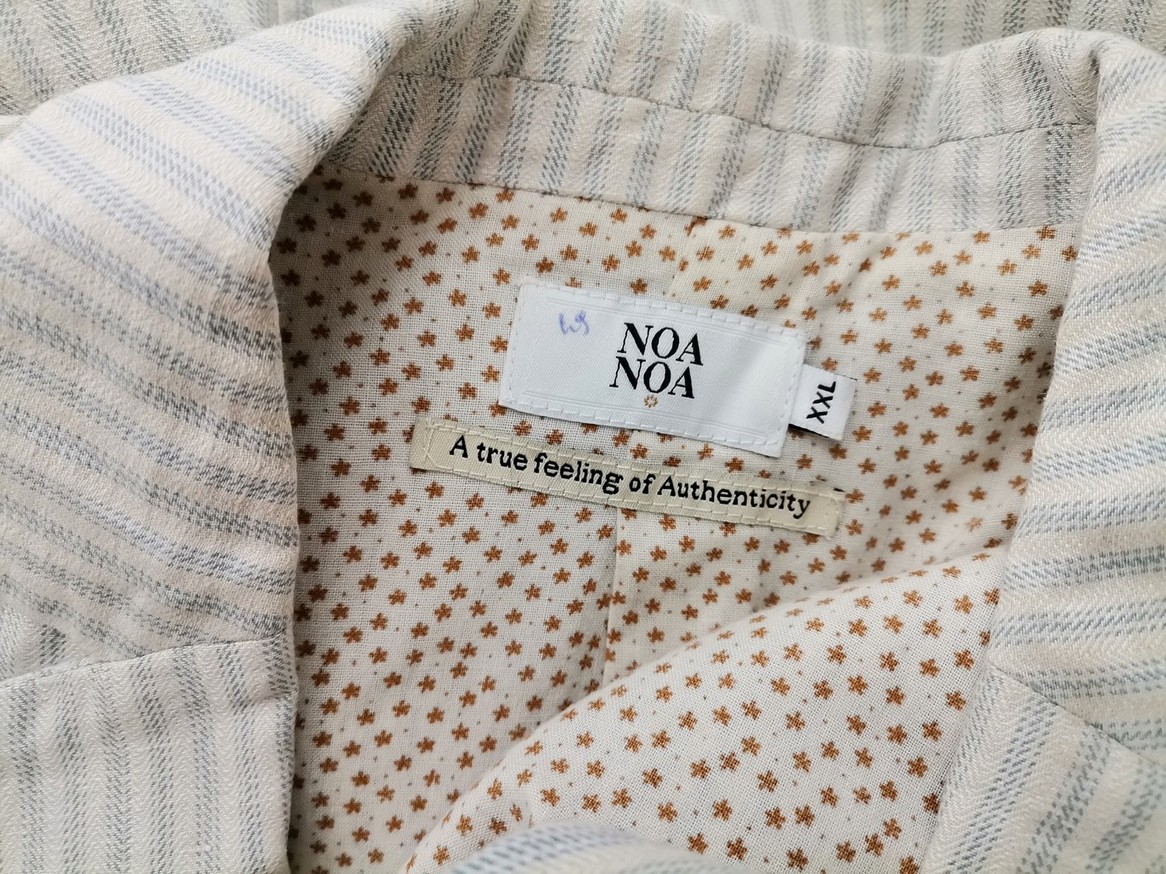 NOA
NOA
XXL
A true feeling of Authenticity